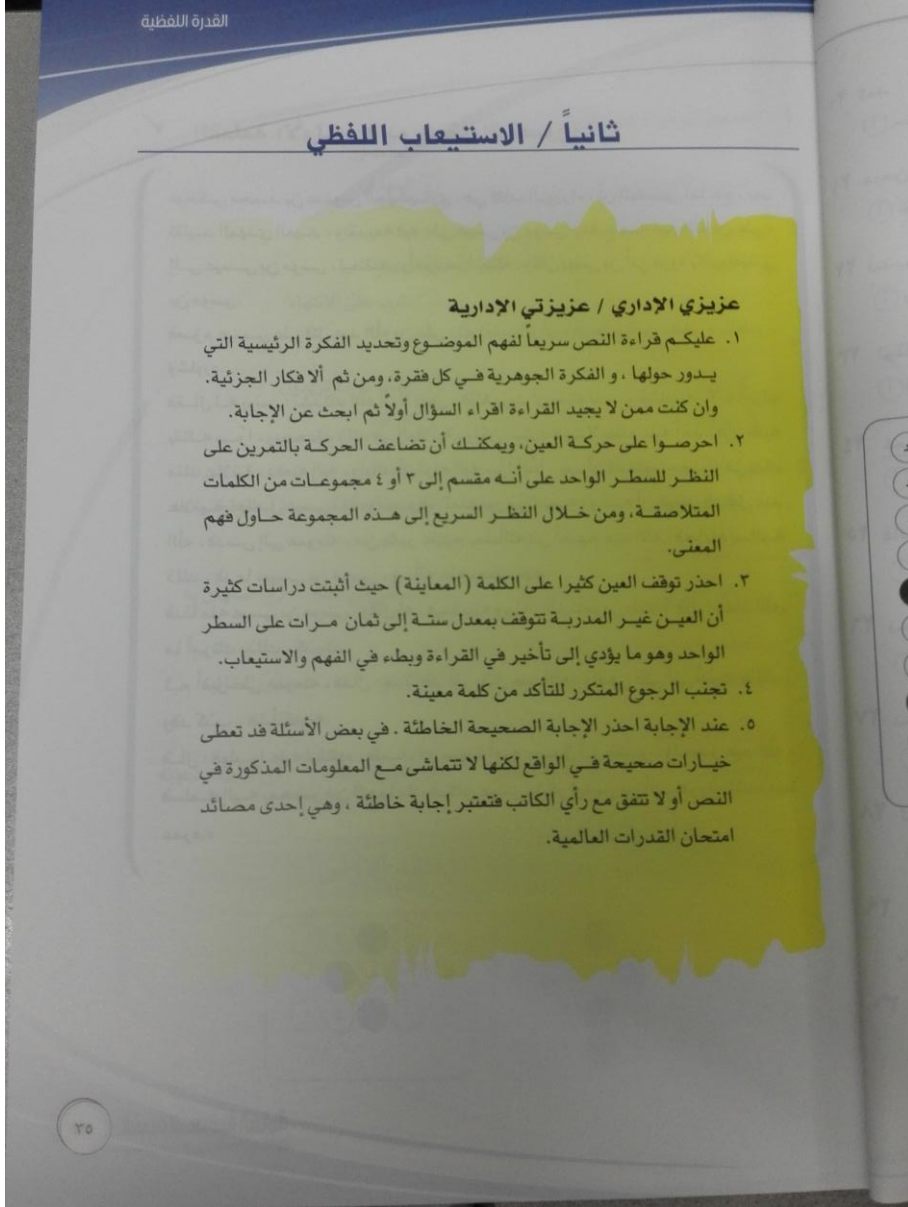 القدرة اللفظية
ثانياً / الاستيعاب اللفظي
عزيزي الإداري / عزيزتي الإدارية
١. عليكم قراءة النص سريعاً لفهم الموضوع وتحديد الفكرة الرئيسية التي
يدور حولها ، و الفكرة الجوهرية في كل فقرة، ومن ثم ألا فكار الجزئية.
وان كنت ممن لا يجيد القراءة اقراء السؤال أولاً ثم ابحث عن الإجابة.
٢. احرصوا على حركة العين، ويمكنك أن تضاعف الحركة بالتمرين على
النظر للسطر الواحد على أنه مقسم إلى ٣ أو ٤ مجموعات من الكلمات
المتلاصقة، ومن خلال النظر السريع إلى هذه المجموعة حاول فهم
المعنى.
٣. احذر توقف العين كثيرا على الكلمة (المعاينة) حيث أثبتت دراسات كثيرة
أن العين غير المدربة تتوقف بمعدل ستة إلى ثمان مرات على السطر
الواحد وهو ما يؤدي إلى تأخير في القراءة وبطء في الفهم والاستيعاب.
٤. تجنب الرجوع المتكرر للتأكد من كلمة معينة.
٥. عند الإجابة احذر الإجابة الصحيحة الخاطئة . في بعض الأسئلة قد تعطى
خيارات صحيحة في الواقع لكنها لا تتماشى مع المعلومات المذكورة في
النص أو لا تتفق مع رأي الكاتب فتعتبر إجابة خاطئة ، وهي إحدى مصائد
امتحان القدرات العالمية.
٣٥